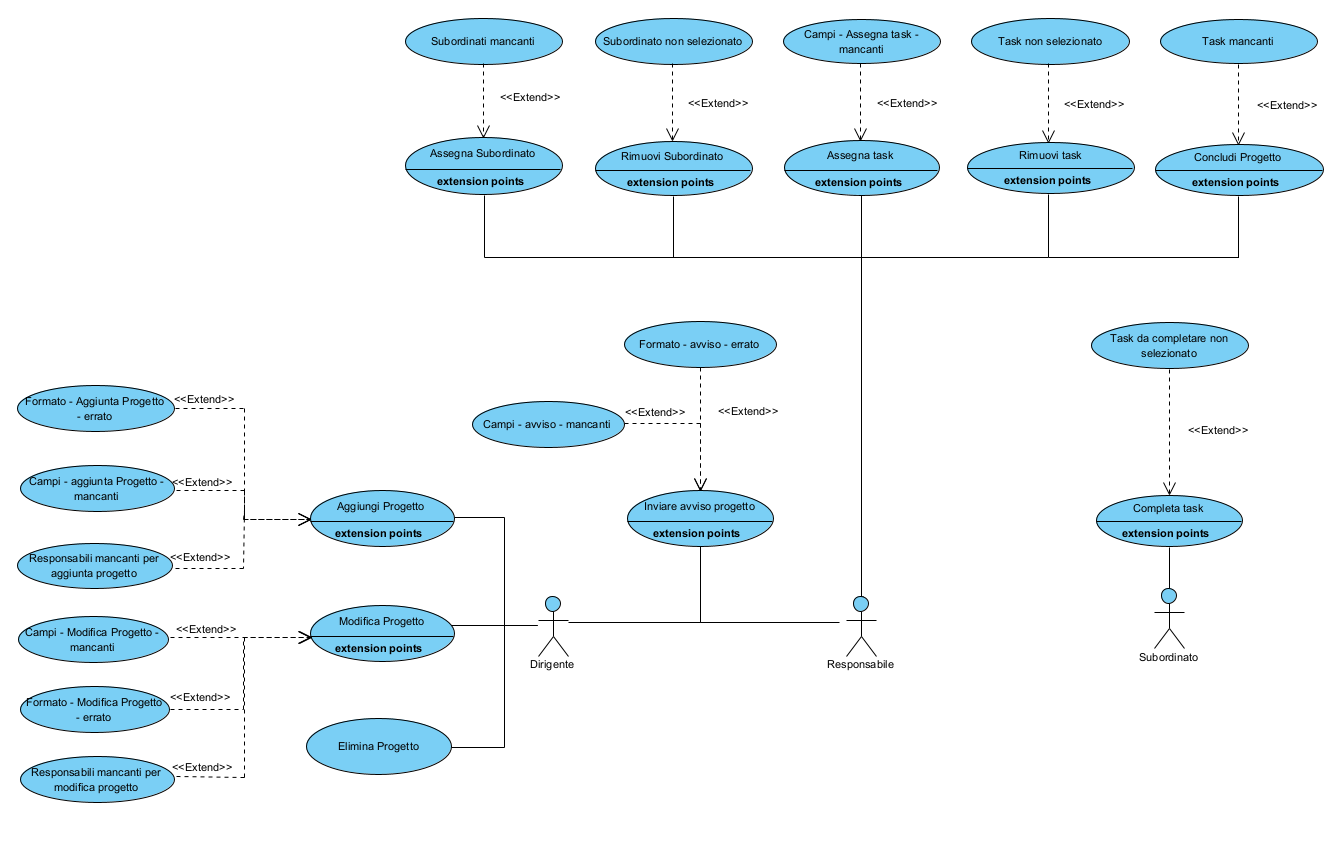 Subordinati mancanti
Subordinato non selezionato
Campi - Assegna task -
mancanti
Task non selezionato
Task mancanti
<<Extend>>
<<Extend>>
<<Extend>>
<<Extend>>
<<Extend>>
Assegna Subordinato
extension points
Rimuovi Subordinato
extension points
Assegna task
extension points
Rimuovi task
extension points
Concludi Progetto
extension points
Formato - avviso - errato
Task da completare non
selezionato
Formato - Aggiunta Progetto
- errato
<<Extend>>
Campi - avviso - mancanti
<<Extend>>
<<Extend>>
<<Extend>>
Campi - aggiunta Progetto -
mancanti
<<Extend>>
Aggiungi Progetto
extension points
Inviare avviso progetto
extension points
Completa task
extension points
Responsabili mancanti per
aggiunta progetto
<<Extend>>
Campi - Modifica Progetto -
mancanti
<<Extend>>
Modifica Progetto
extension points
Dirigente
Responsabile
Subordinato
Formato - Modifica Progetto
- errato
<<Extend>>
Elimina Progetto
Responsabili mancanti per
modifica progetto
<<Extend>>